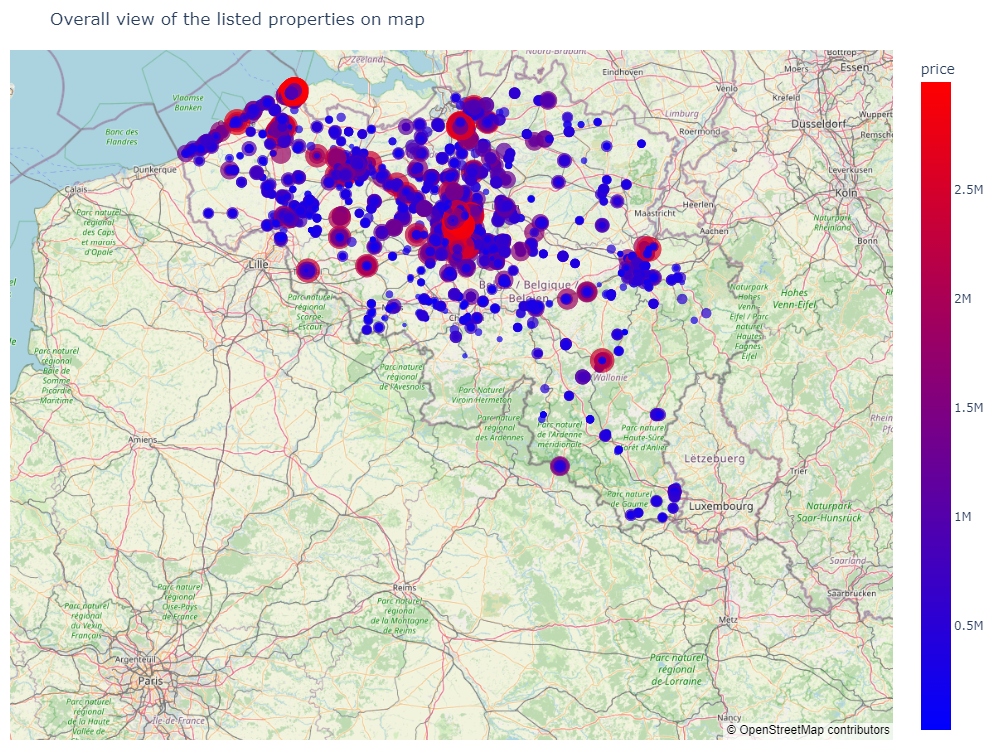 Overall view of the listed properties on map
price
2.5M
2M
1.5M
1M
0.5M
Zeeland
Noord-Brabant
Eindhoven
Bottrop
Moers
Essen
Venlo
Krefeld
Vlaamse
Banken
Limburg
Düsseldorf
Wuppert
Remsche
Roermond
Banc des
Flandres
Dunkerque
Leverkusen
Calais
Köln
Heerlen
Maastricht
Parc naturel
régional
des Caps
et marais
d'Opale
Naturpark
Rheinland
Aachen
Bonn
Lille
el
/ Belgique /
Belgien
Parc naturel
régional
Scarpe
Escaut
Naturpark
Hohes
Venn-
Eifel / Parc
naturel
Hautes
Fagnes
Eifel
Hohes
Venn-Eifel
Parc naturel
régional
Baie de
Somme
Picardie
Maritime
Parc naturel
régional
de l'Avesnois
Wallonie
Parc Naturel
Viroin Hermeton
Parc naturel
régional
des Ardennes
Parc naturel
de l'Ardenne
méridionale
Parc naturel
Haute-Sûre
Forêt d'Anlier
Rhein
Amiens
Lëtzebuerg
Trier
Parc naturel
de Gaume
Luxembourg
Naturpark
Saar-Hunsrück
Saarland
Reims
Saarbrücken
Parc naturel
régional
Oise-Pays
de France
Parc naturel
régional
du Vexin
Français
Parc naturel
régional
de la Montagne
de Reims
Metz
Argenteuil
Paris
Parc naturel
régional
de Lorraine
Parc naturel
régional
de la Haute
Vallée de
Île-de-France
Nancy
© OpenStreetMap contributors